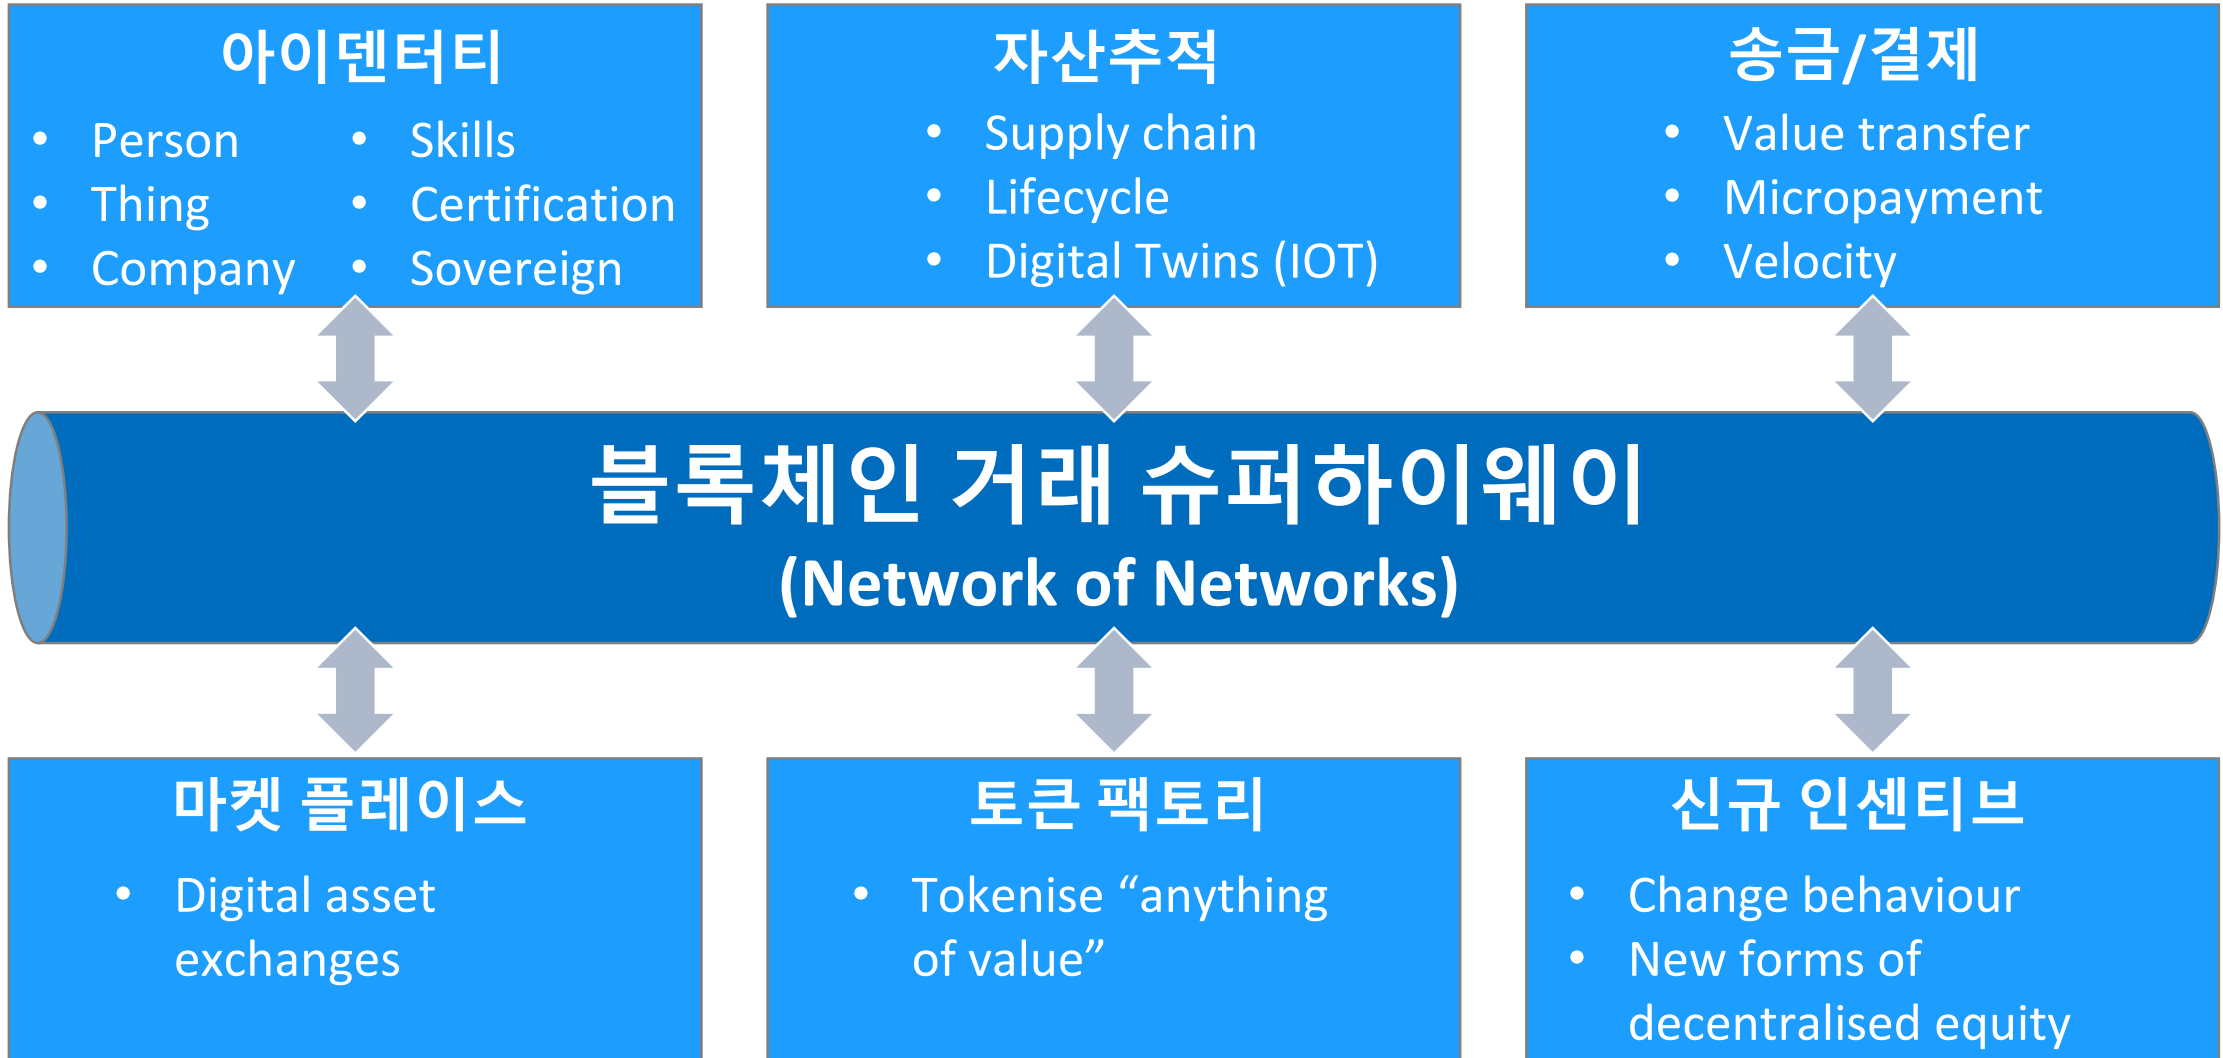 아이덴터티
• Person
• Thing
• Company
• Skills
• Certification
• Sovereign
자산추적
• Supply chain
• Lifecycle
• Digital Twins (IOT)
송금/결제
• Value transfer
• Micropayment
• Velocity
블록체인 거래 슈퍼하이웨이
(Network of Networks)
마켓 플레이스
• Digital asset
exchanges
토큰 팩토리
• Tokenise “anything
of value”
신규 인센티브
• Change behaviour
• New forms of
decentralised equity